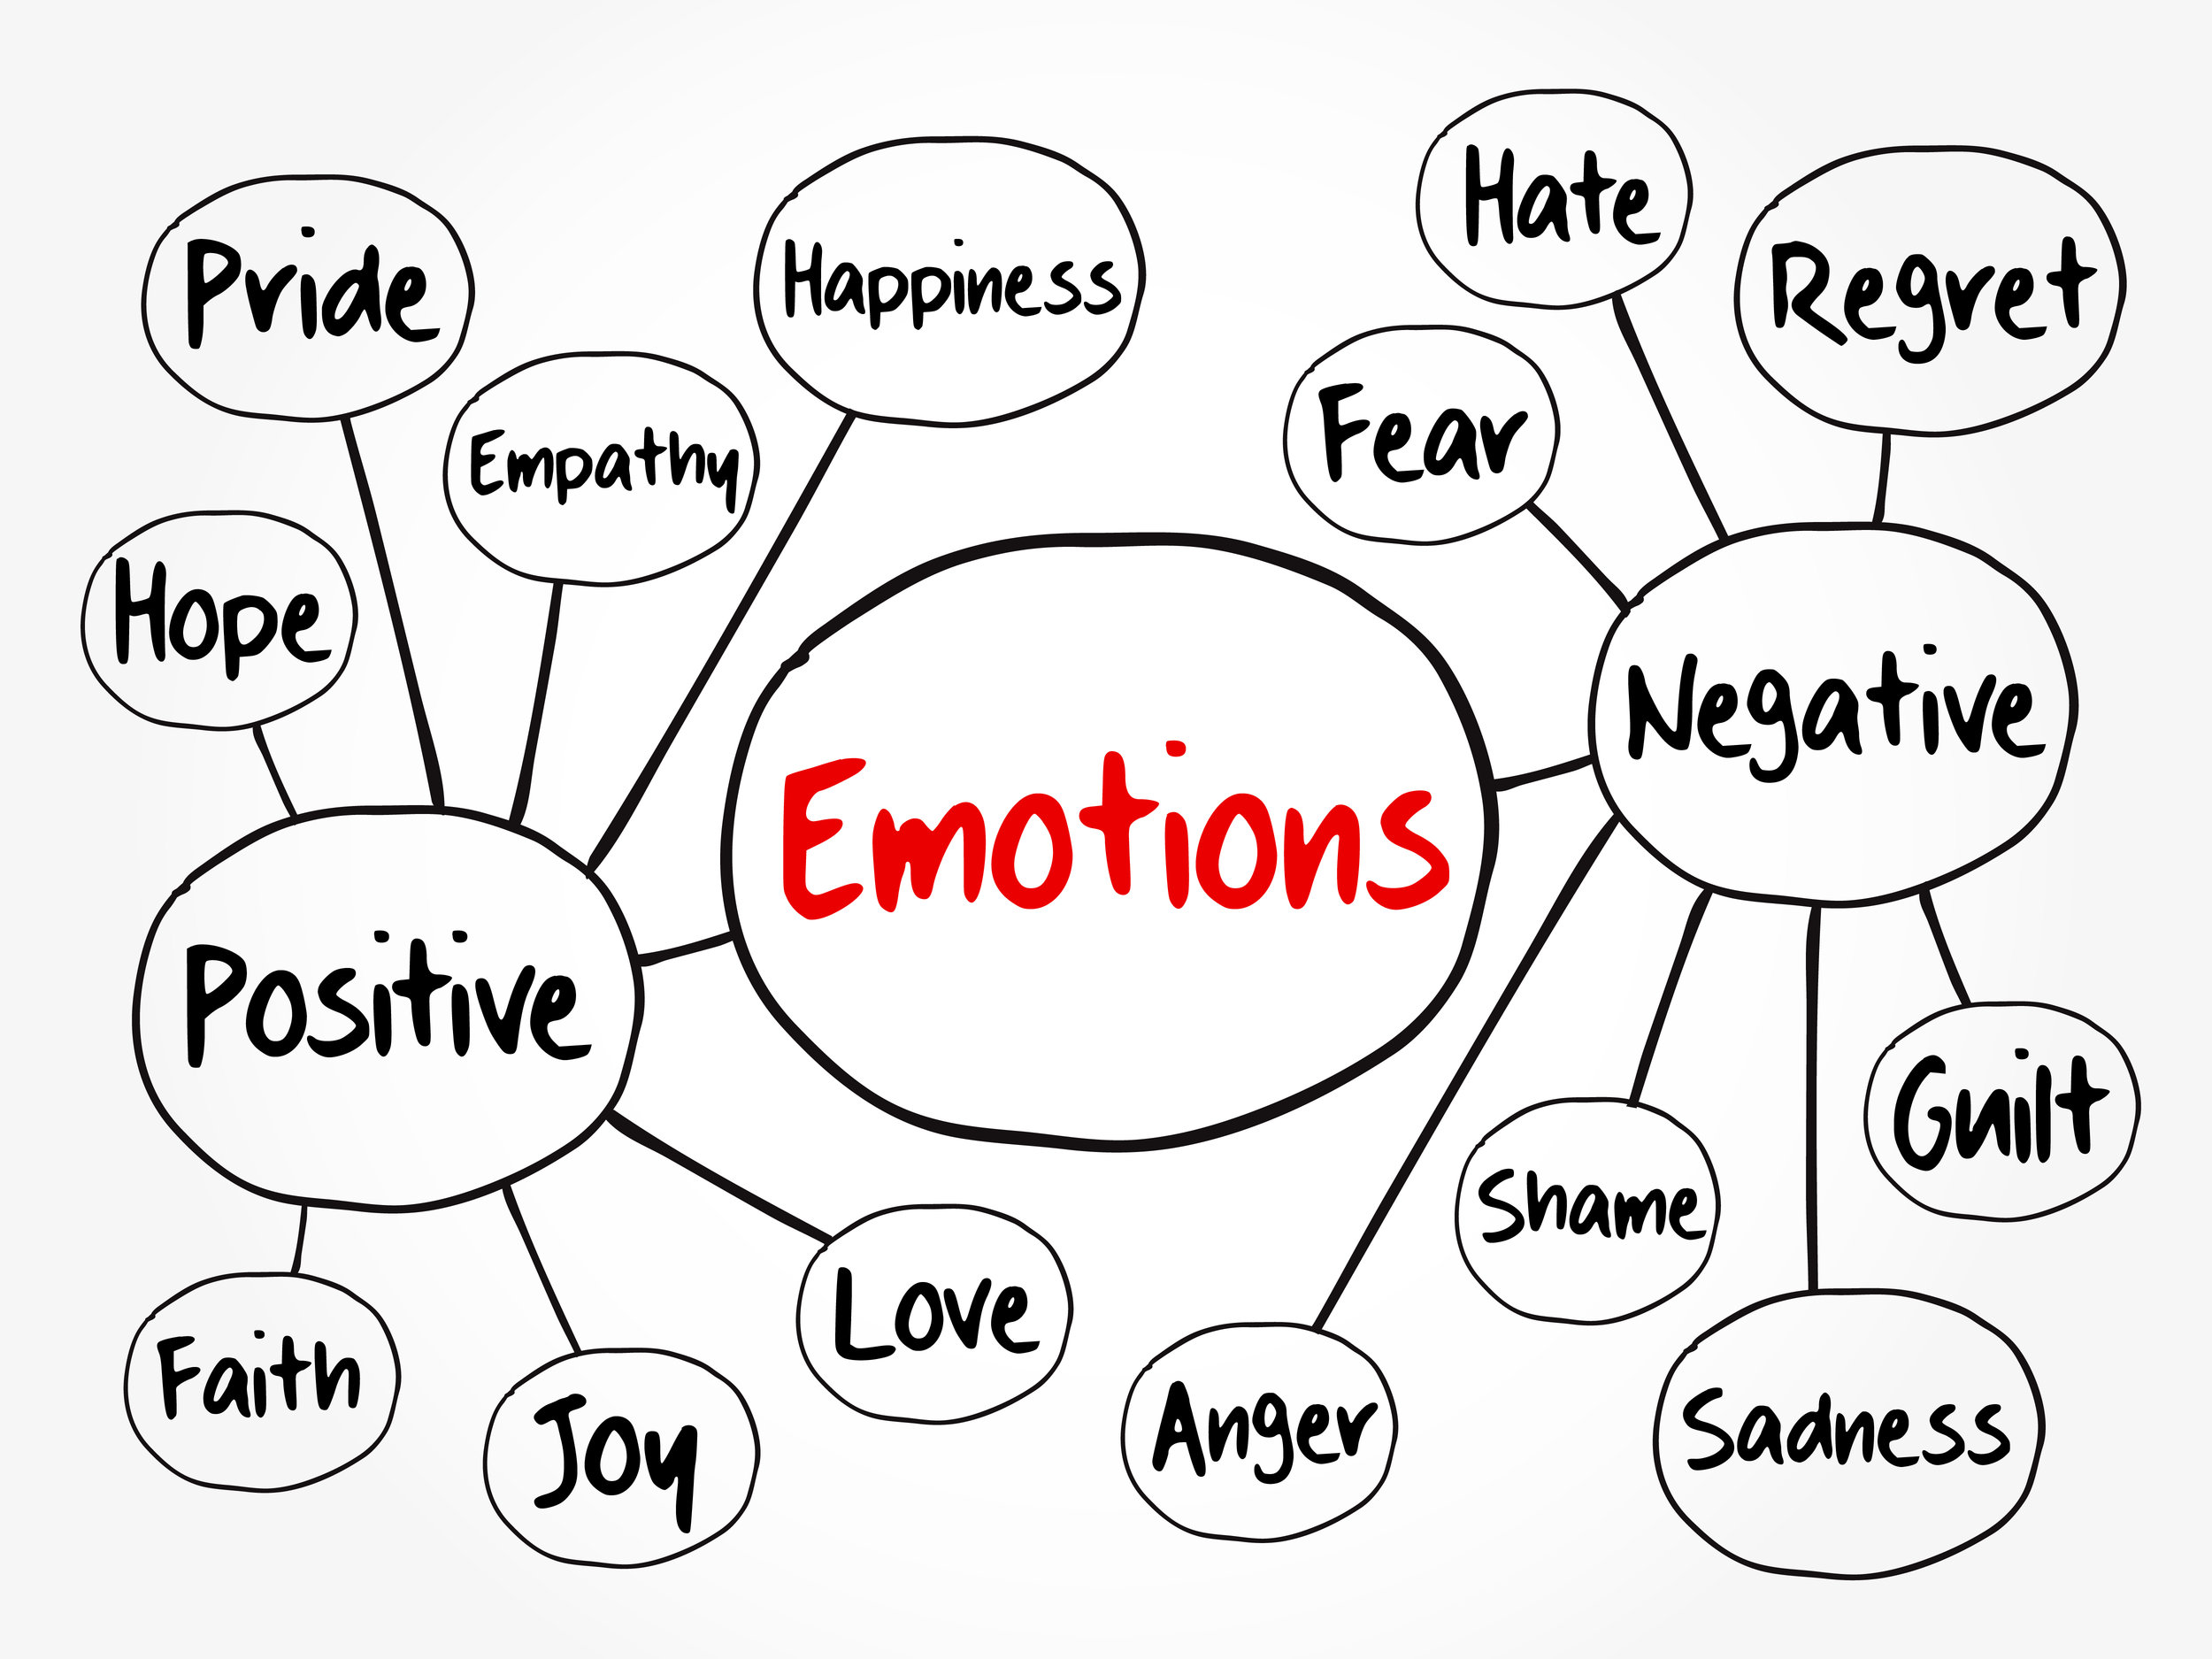 Emotions
Positive
Hope
Pride
Empathy
Happiness
Love
Joy
Faith
Negative
Fear
Hate
Regret
Guilt
Sadness
Shame
Anger